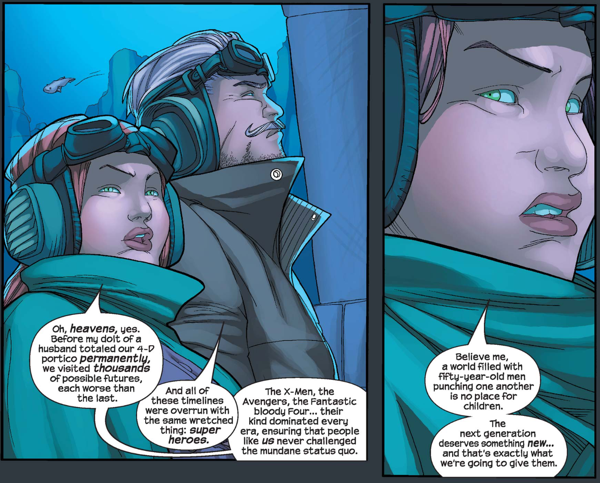 Oh, heavens, yes.
Before my dolt of a
husband totaled our 4-D
portico permanently,
we visited thousands
of possible futures,
each worse than
the last.
And all of
these timelines
were overrun with
the same wretched
thing: super
heroes.
The X-Men, the
Avengers, the Fantastic
bloody Four... their
kind dominated every
era, ensuring that people
like us never challenged
the mundane status quo.
Believe me,
a world filled with
fifty-year-old men
punching one another
is no place for
children.
The
next generation
deserves something new...
and that's exactly what
we're going to give them.